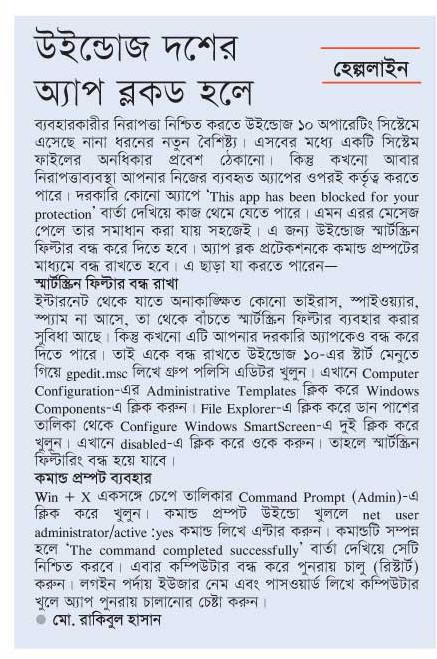 উইন্ডোজ দশের
অ্যাপ ব্লকড হলে
হেল্পলাইন
ব্যবহারকারীর নিরাপত্তা নিশ্চিত করতে উইন্ডোজ ১০ অপারেটিং সিস্টেমে
এসেছে নানা ধরনের নতুন বৈশিষ্ট্য। এসবের মধ্যে একটি সিস্টেম
ফাইলের অনধিকার প্রবেশ ঠেকানো। কিন্তু কখনো আবার
নিরাপত্তাব্যবস্থা আপনার নিজের ব্যবহৃত অ্যাপের ওপরই কর্তৃত্ব করতে
পারে। দরকারি কোনো অ্যাপে ‘This app has been blocked for your
protection’ বার্তা দেখিয়ে কাজ থেমে যেতে পারে। এমন এরর মেসেজ
পেলে তার সমাধান করা যায় সহজেই। এ জন্য উইন্ডোজ স্মার্টস্ক্রিন
ফিল্টার বন্ধ করে দিতে হবে। অ্যাপ ব্লক প্রটেকশনকে কমান্ড প্রম্পটের
মাধ্যমে বন্ধ রাখতে হবে। এ ছাড়া যা করতে পারেন—
স্মার্টস্ক্রিন ফিল্টার বন্ধ রাখা
ইন্টারনেট থেকে যাতে অনাকাঙ্ক্ষিত কোনো ভাইরাস, স্পাইওয়্যার,
স্প্যাম না আসে, তা থেকে বাঁচতে স্মার্টস্ক্রিন ফিল্টার ব্যবহার করার
সুবিধা আছে। কিন্তু কখনো এটি আপনার দরকারি অ্যাপকেও বন্ধ করে
দিতে পারে। তাই একে বন্ধ রাখতে উইন্ডোজ ১০-এর স্টার্ট মেনুতে
গিয়ে gpedit.msc লিখে গ্রুপ পলিসি এডিটর খুলুন। এখানে Computer
Configuration-এর Administrative Templates ক্লিক করে Windows
Components-এ ক্লিক করুন। File Explorer-এ ক্লিক করে ডান পাশের
তালিকা থেকে Configure Windows SmartScreen-এ দুই ক্লিক করে
খুলুন। এখানে disabled-এ ক্লিক করে ওকে করুন। তাহলে স্মার্টস্ক্রিন
ফিল্টারিং বন্ধ হয়ে যাবে।
কমান্ড প্রম্পট ব্যবহার
Win + X একসঙ্গে চেপে তালিকার Command Prompt (Admin)-এ
ক্লিক করে খুলুন। কমান্ড প্রম্পট উইন্ডো খুললে net user
administrator/active :yes কমান্ড লিখে এন্টার করুন। কমান্ডটি সম্পন্ন
হলে ‘The command completed successfully’ বার্তা দেখিয়ে সেটি
নিশ্চিত করবে। এবার কম্পিউটার বন্ধ করে পুনরায় চালু (রিস্টার্ট)
করুন। লগইন পর্দায় ইউজার নেম এবং পাসওয়ার্ড লিখে কম্পিউটার
খুলে অ্যাপ পুনরায় চালানোর চেষ্টা করুন।
● মো. রাকিবুল হাসান